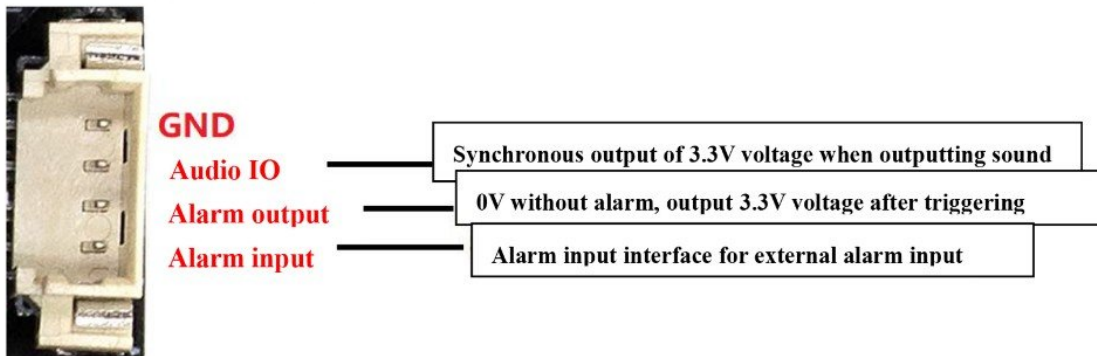 GND
Audio IO
Synchronous output of 3.3V voltage when outputting sound
Alarm output
0V without alarm, output 3.3V voltage after triggering
Alarm input
Alarm input interface for external alarm input